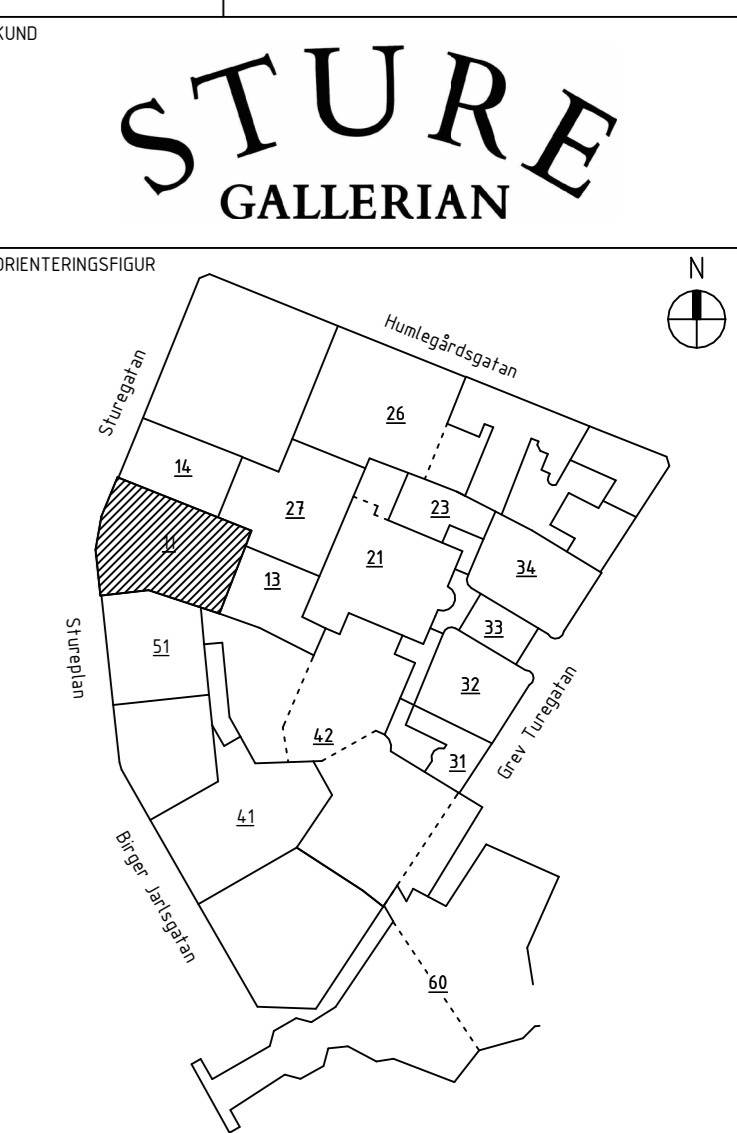 KUND
STURE
GALLERIAN
ORIENTERINGSFIGUR
N
Humlegårdsgatan
Sturegatan
26
14
27
23
11
21
13
34
33
51
32
Stureplan
42
31
Grev Turegatan
41
Birger Jarlsgatan
60